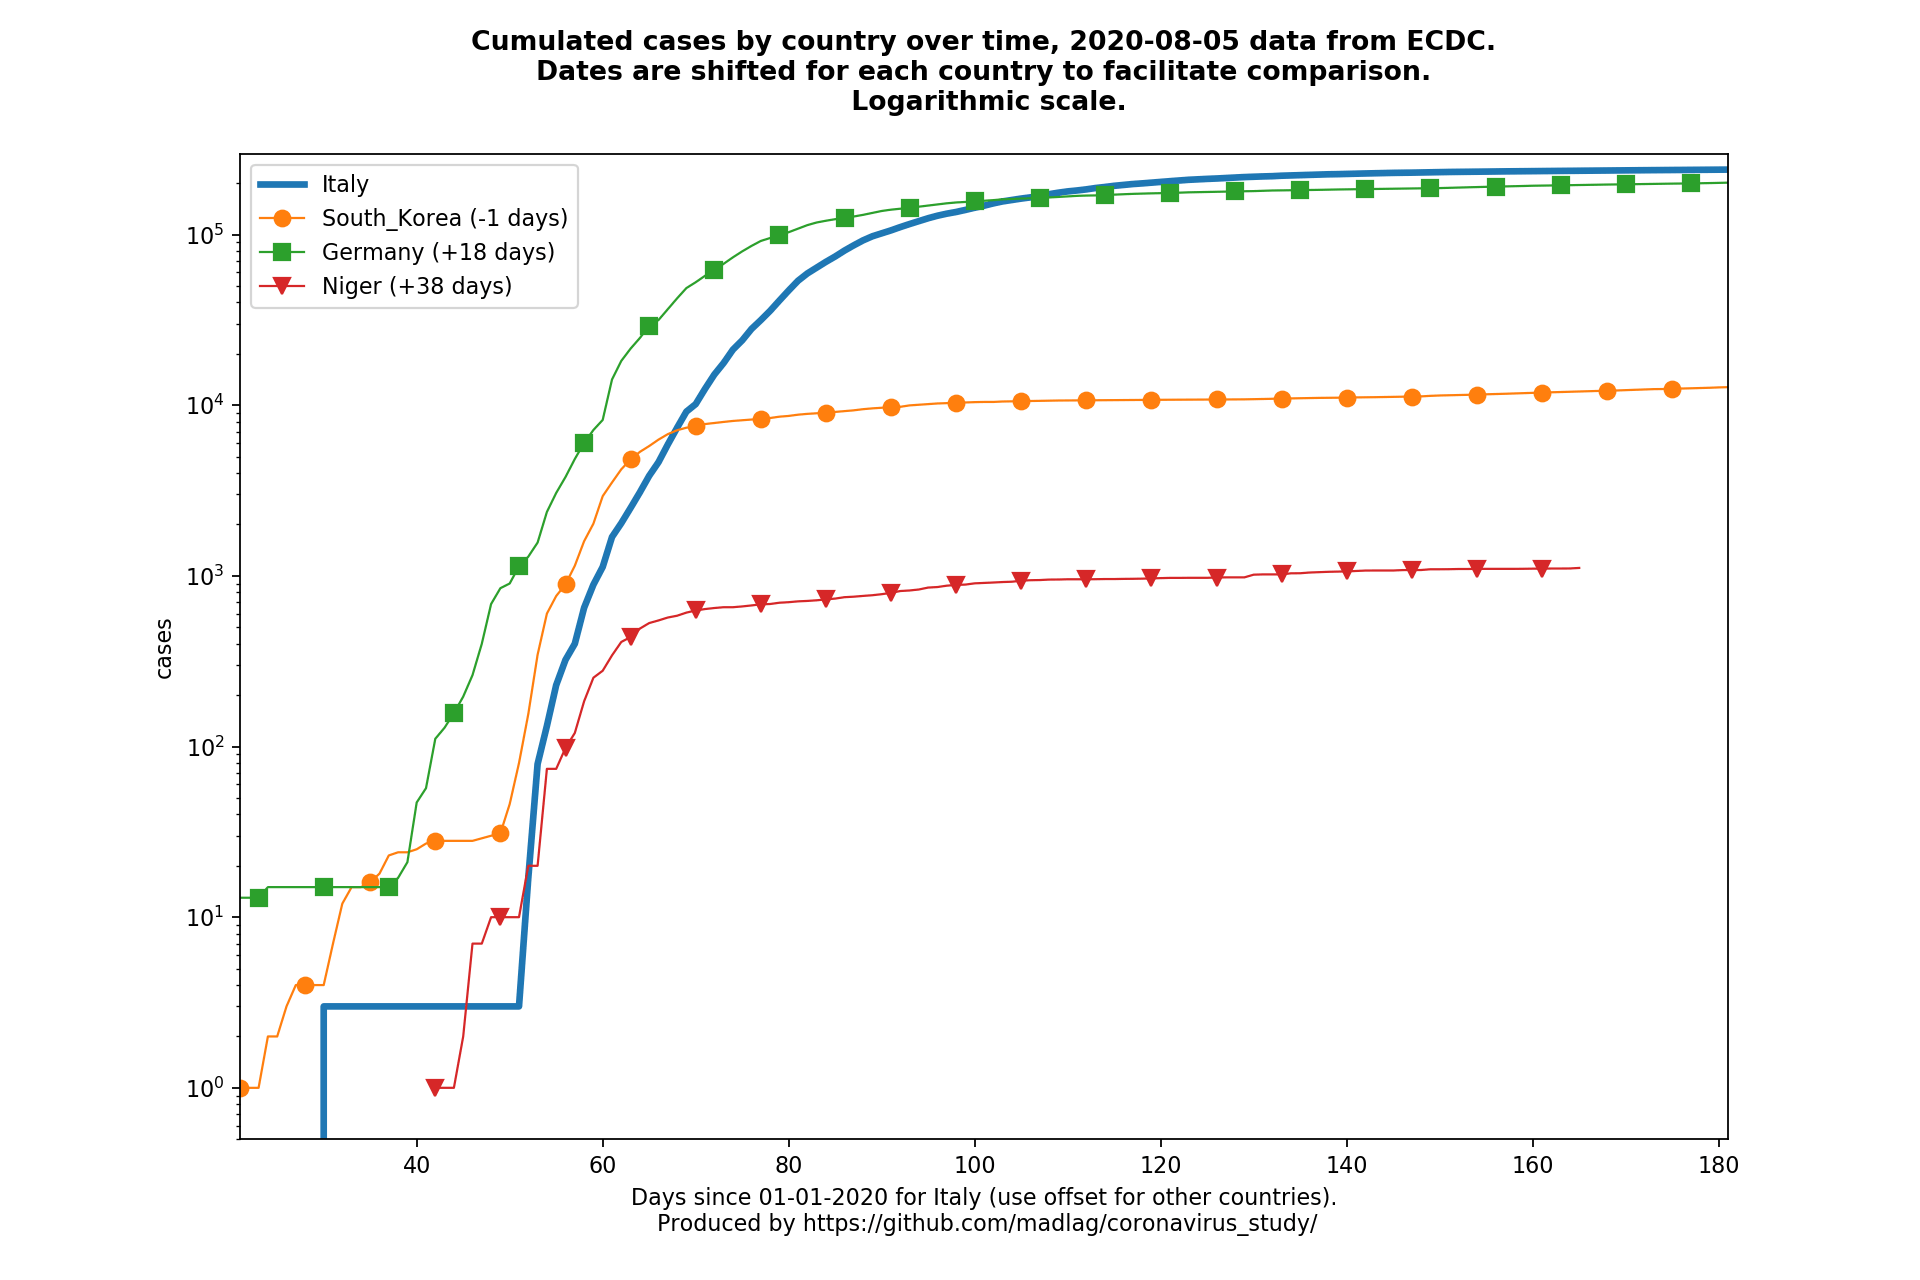 Cumulated cases by country over time, 2020-08-05 data from ECDC.
Dates are shifted for each country to facilitate comparison.
Logarithmic scale.
Italy
South_Korea (-1 days)
Germany (+18 days)
Niger (+38 days)
10^5
10^4
10^3
10^2
10^1
10^0
cases
40 60 80 100 120 140 160 180
Days since 01-01-2020 for Italy (use offset for other countries).
Produced by https://github.com/madlag/coronavirus_study/